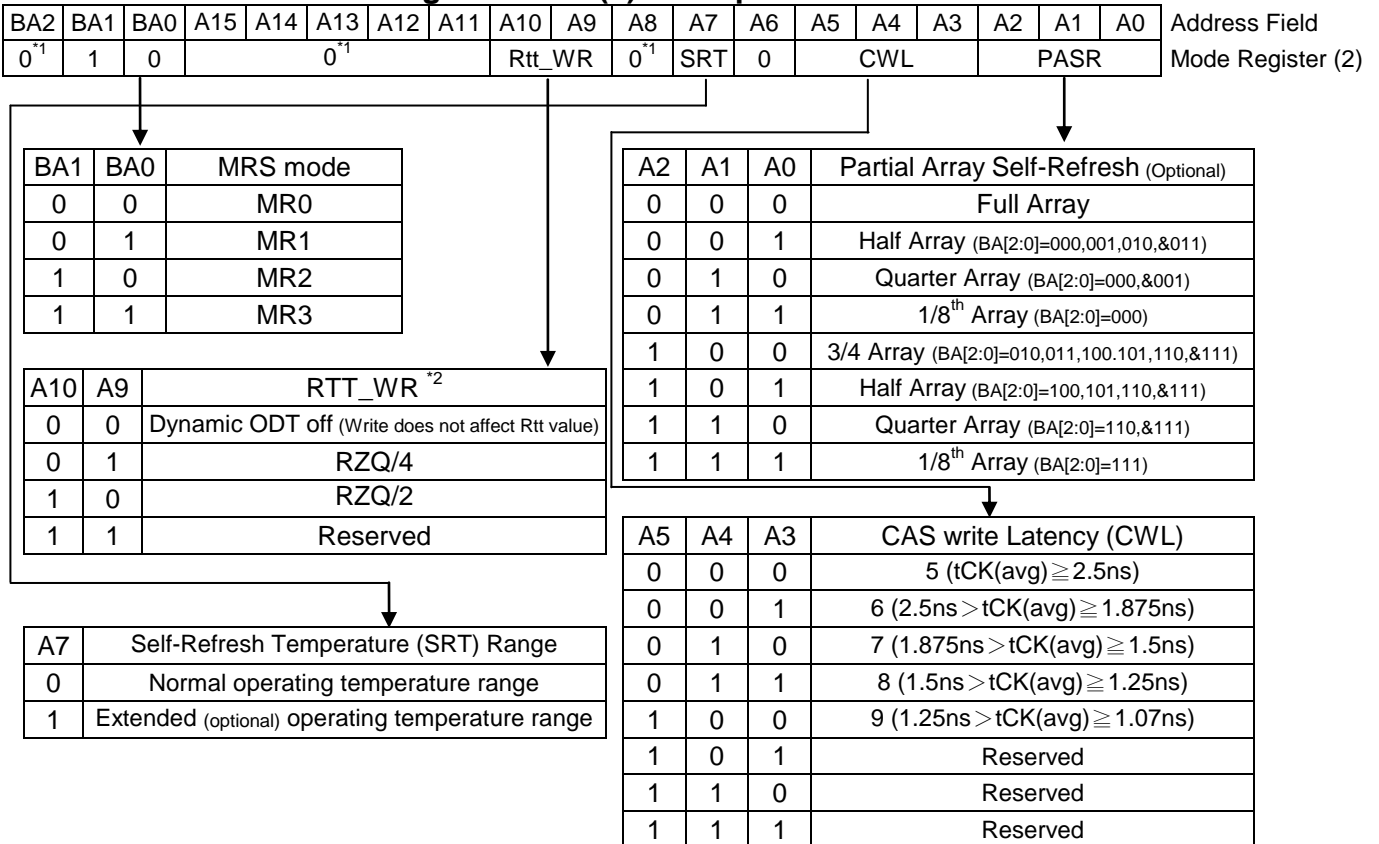 BA2 BA1 BA0 A15 A14 A13 A12 A11 A10 A9 A8 A7 A6 A5 A4 A3 A2 A1 A0 Address Field
0*1 1 0 0*1 Rtt_WR 0*1 SRT 0 CWL PASR Mode Register (2)
BA1 BA0 MRS mode
0 0 MR0
0 1 MR1
1 0 MR2
1 1 MR3
A2 A1 A0 Partial Array Self-Refresh (Optional)
0 0 0 Full Array
0 0 1 Half Array (BA[2:0]=000,001,010,&011)
0 1 0 Quarter Array (BA[2:0]=000,&001)
0 1 1 1/8th Array (BA[2:0]=000)
1 0 0 3/4 Array (BA[2:0]=010,011,100.101,110,&111)
1 0 1 Half Array (BA[2:0]=100,101,110,&111)
1 1 0 Quarter Array (BA[2:0]=110,&111)
1 1 1 1/8th Array (BA[2:0]=111)
A10 A9 RTT_WR *2
0 0 Dynamic ODT off (Write does not affect Rtt value)
0 1 RZQ/4
1 0 RZQ/2
1 1 Reserved
A5 A4 A3 CAS write Latency (CWL)
0 0 0 5 (tCK(avg)≧2.5ns)
0 0 1 6 (2.5ns>tCK(avg)≧1.875ns)
0 1 0 7 (1.875ns>tCK(avg)≧1.5ns)
0 1 1 8 (1.5ns>tCK(avg)≧1.25ns)
1 0 0 9 (1.25ns>tCK(avg)≧1.07ns)
1 0 1 Reserved
1 1 0 Reserved
1 1 1 Reserved
A7 Self-Refresh Temperature (SRT) Range
0 Normal operating temperature range
1 Extended (optional) operating temperature range